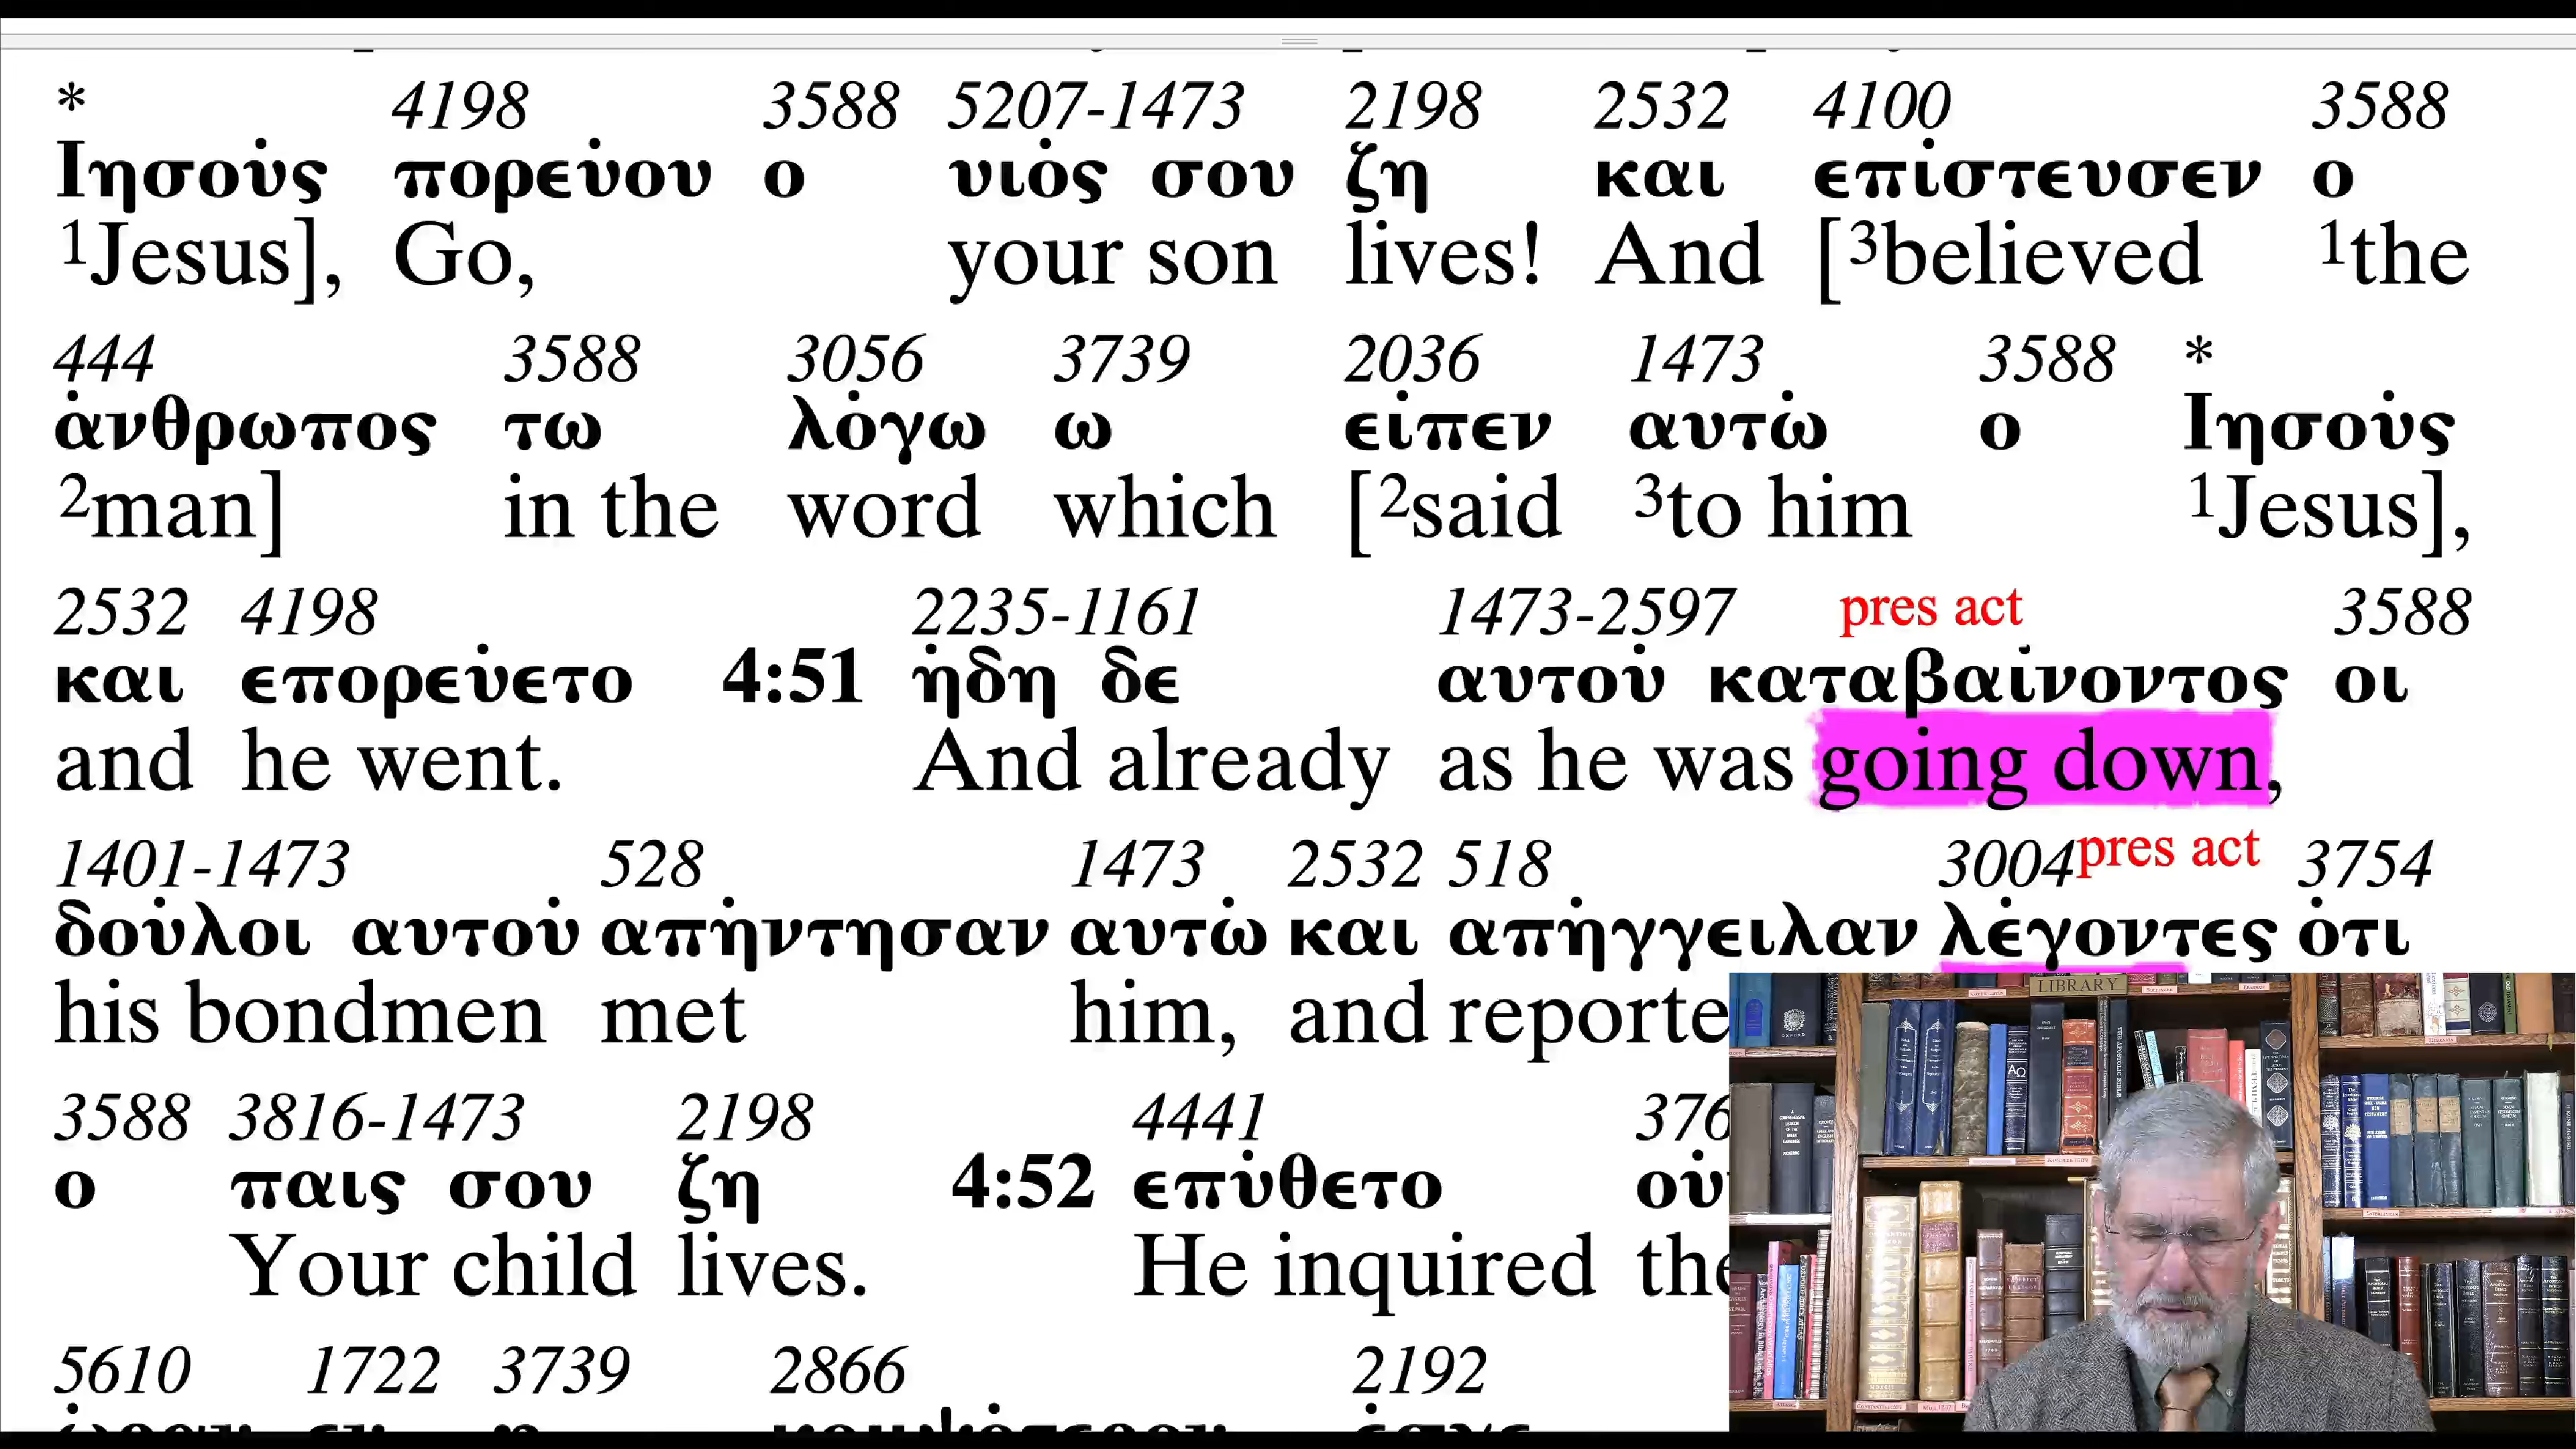 * 4198 3588 5207-1473 2198 2532 4100 3588
Ιησούς πορεύου ο υιός σου ζη και επίστευσεν ο
1Jesus], Go, your son lives! And [3believed 1the
444 3588 3056 3739 2036 1473 3588 *
άνθρωπος τω λόγω ω είπεν αυτώ ο Ιησούς
2man] in the word which [2said 3to him 1Jesus],
2532 4198 2235-1161 1473-2597 pres act 3588
και επορεύετο 4:51 ήδη δε αυτού καταβαίνοντος οι
and he went. And already as he was going down,
1401-1473 528 1473 2532 518 3004 pres act 3754
δούλοι αυτού απήντησαν αυτώ και απήγγειλαν λέγοντες ότι
his bondmen met him, and reporte
3588 3816-1473 2198 4441 376
ο παις σου ζη 4:52 επύθετο ού
Your child lives. He inquired the
5610 1722 3739 2866 2192
LIBRARY
ΑΩ